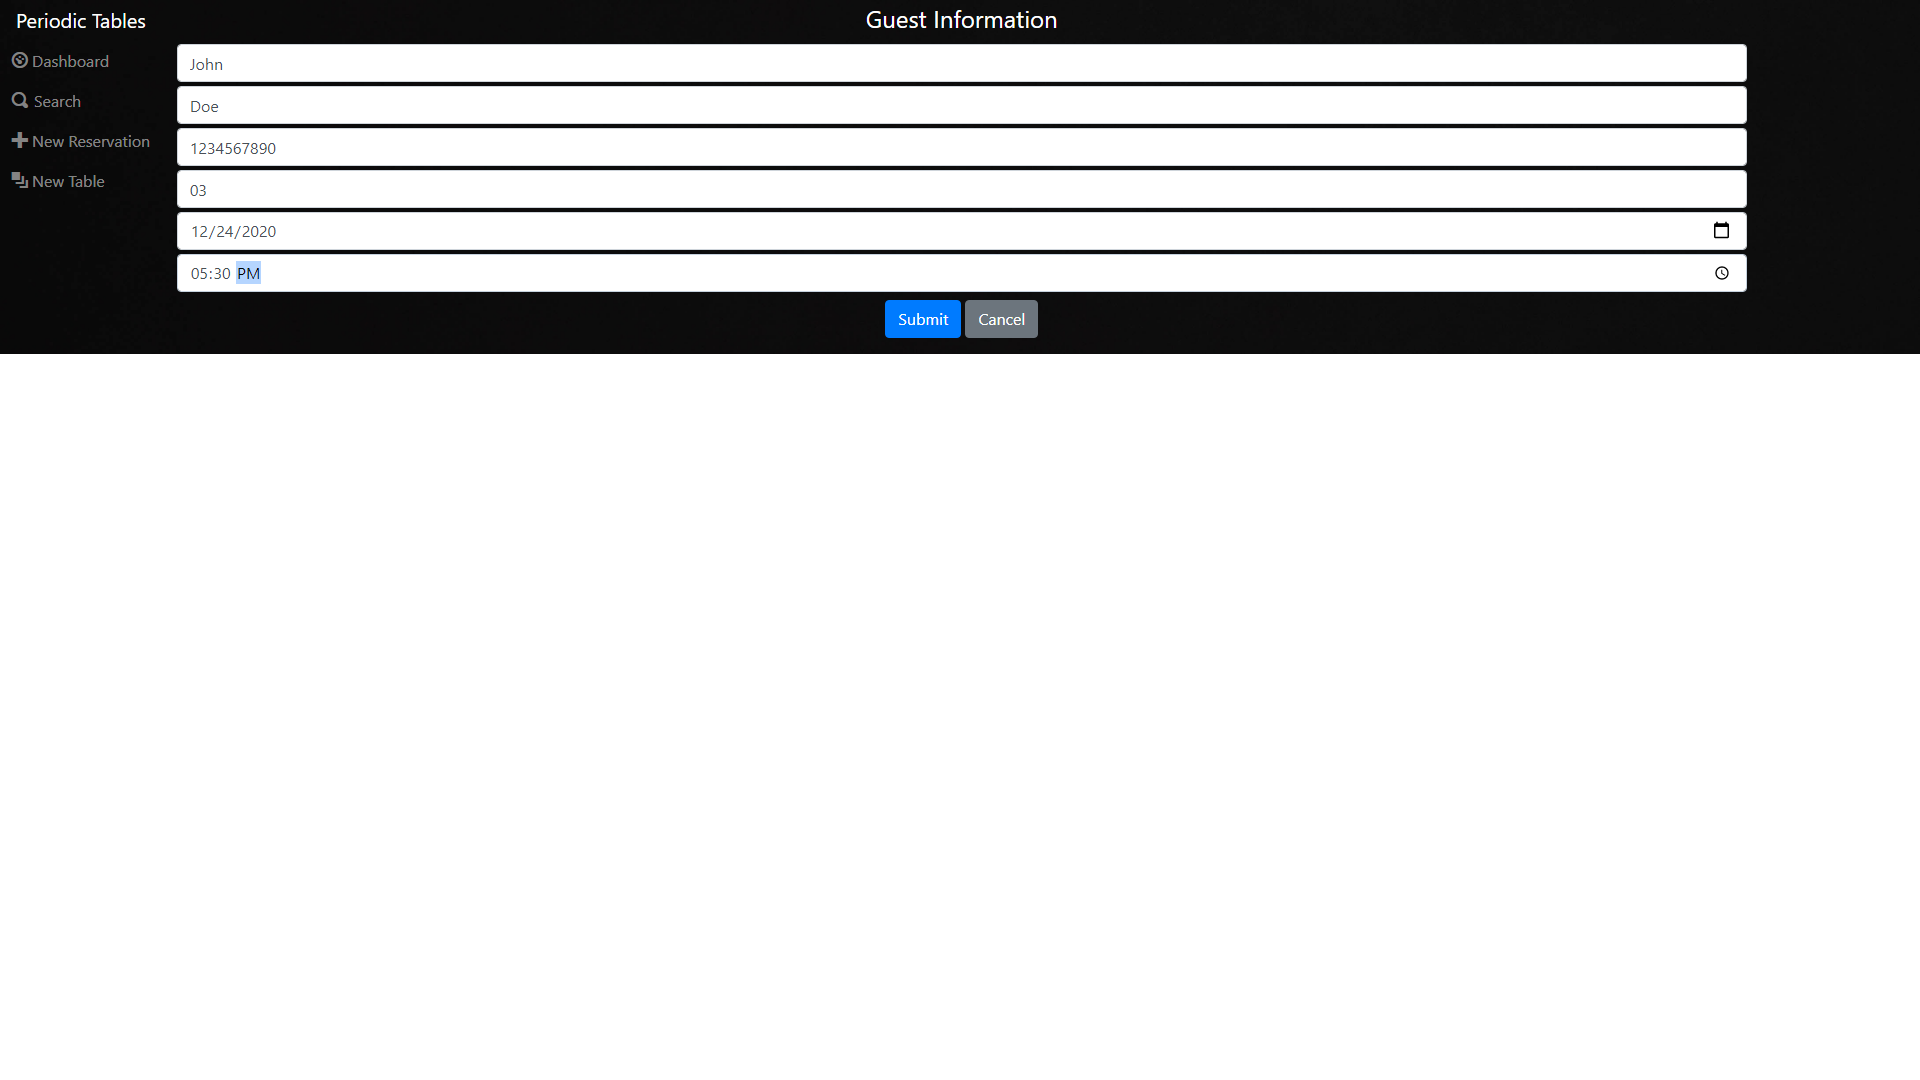 Periodic Tables
Dashboard
Search
New Reservation
New Table
Guest Information
John
Doe
1234567890
03
12/24/2020
05:30 PM
Submit Cancel